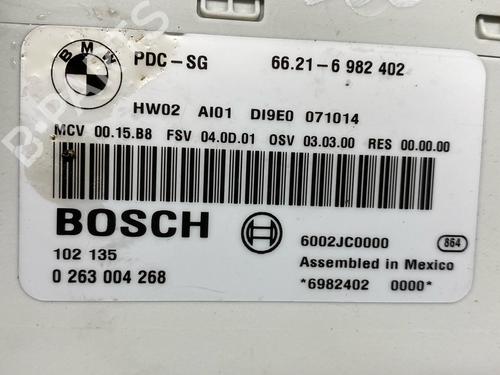 BMW
PDC-SG 66.21-6 982 402
HW02 AI01 DI9E0 071014
MCV 00.15.B8 FSV 04.0D.01 OSV 03.03.00 RES 00.00.00
BOSCH
6002JC0000 864
102 135
Assembled in Mexico
0 263 004 268
*6982402 0000*